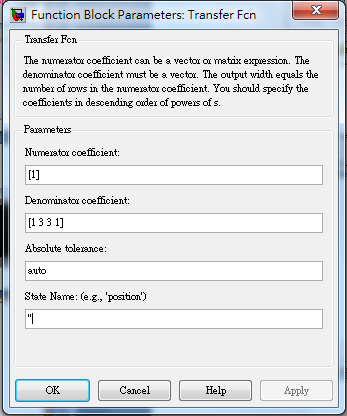 Function Block Parameters: Transfer Fcn
Transfer Fcn
The numerator coefficient can be a vector or matrix expression. The
denominator coefficient must be a vector. The output width equals the
number of rows in the numerator coefficient. You should specify the
coefficients in descending order of powers of s.
Parameters
Numerator coefficient:
[1]
Denominator coefficient:
[1 3 3 1]
Absolute tolerance:
auto
State Name: (e.g., 'position')
''
OK Cancel Help Apply